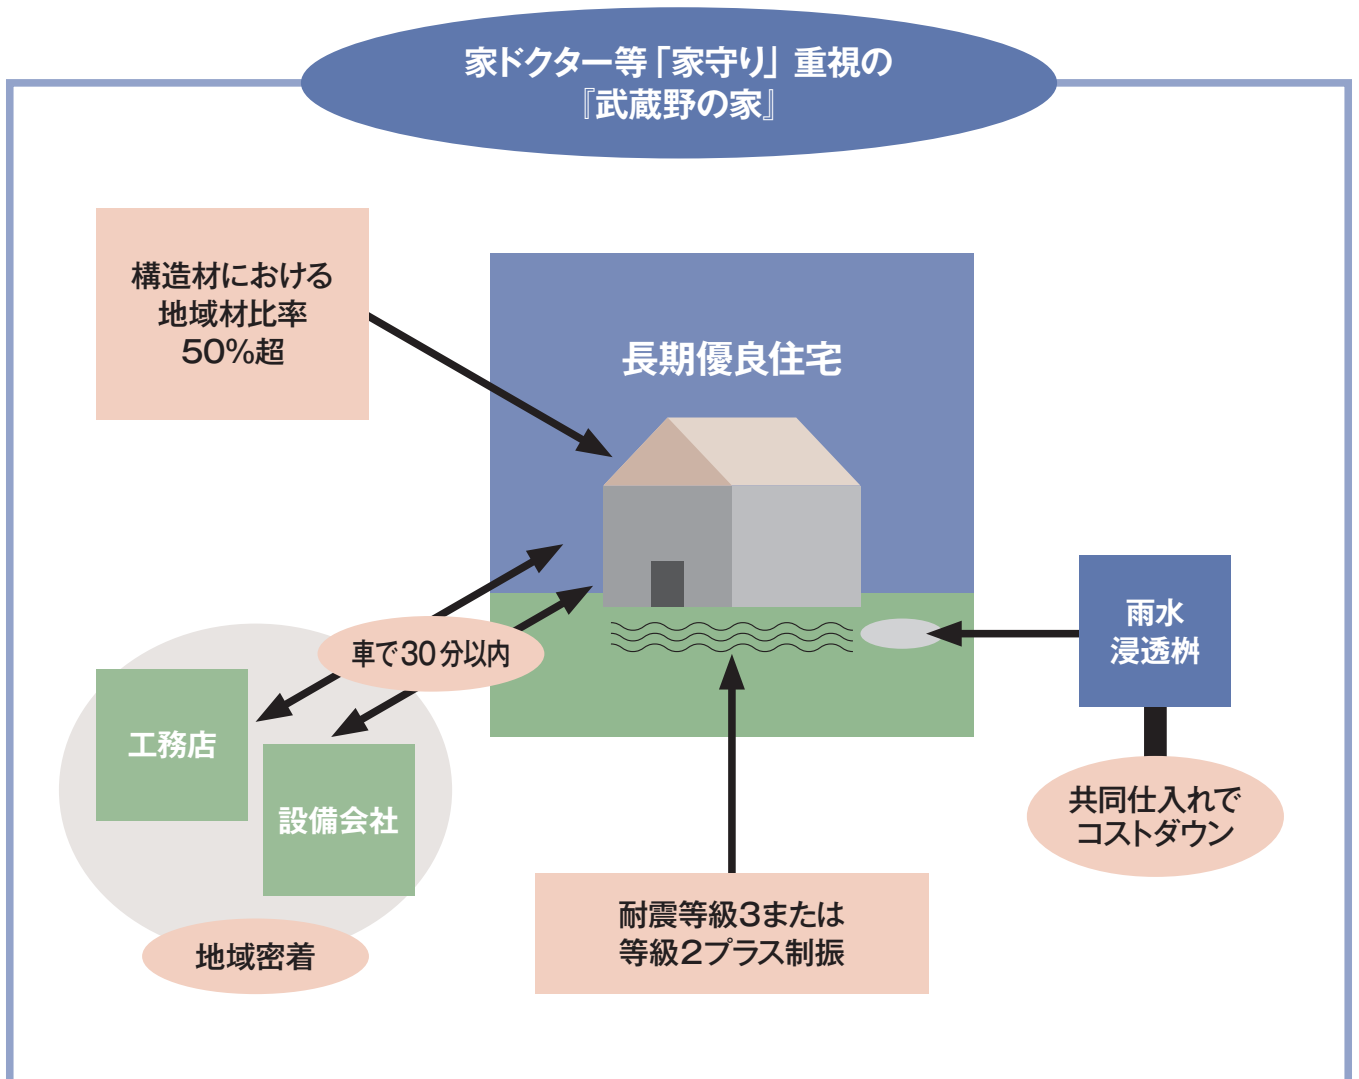 家ドクター等「家守り」重視の
『武蔵野の家』
構造材における
地域材比率
50%超
長期優良住宅
車で30分以内
工務店
設備会社
地域密着
雨水
浸透桝
共同仕入れで
コストダウン
耐震等級3または
等級2プラス制振